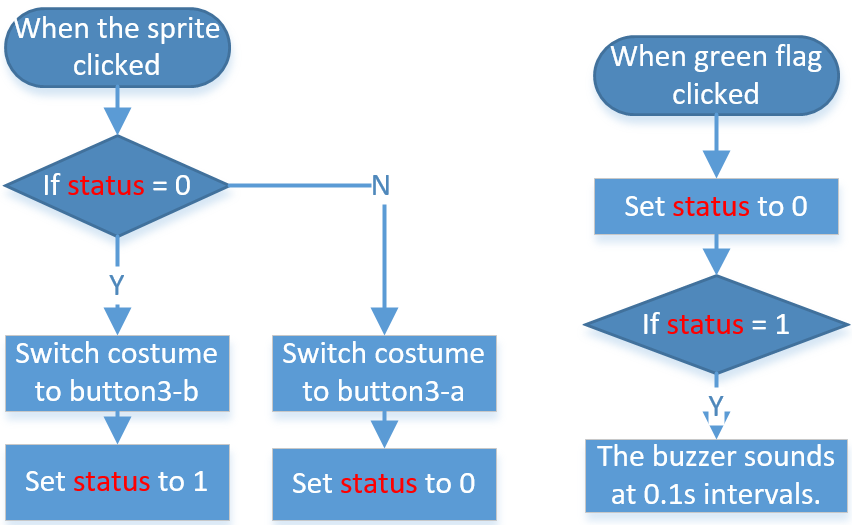 When the sprite
clicked
If status = 0
N
Y
Switch costume
to button3-b
Switch costume
to button3-a
Set status to 1
Set status to 0
When green flag
clicked
Set status to 0
If status = 1
Y
The buzzer sounds
at 0.1s intervals.